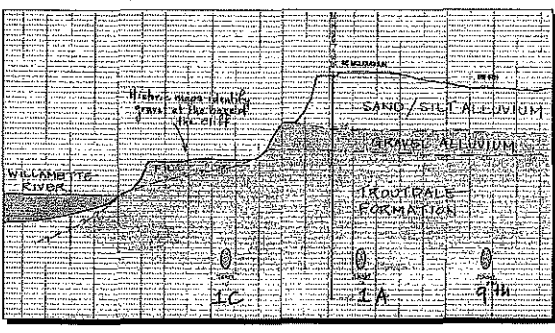 Historic maps identify
gravel at the base of
the cliff
SAND/SILT ALLUVIUM
GRAVEL ALLUVIUM
FILL
WILLAMETTE
RIVER
TROUTDALE
FORMATION
1C
1A
9TH